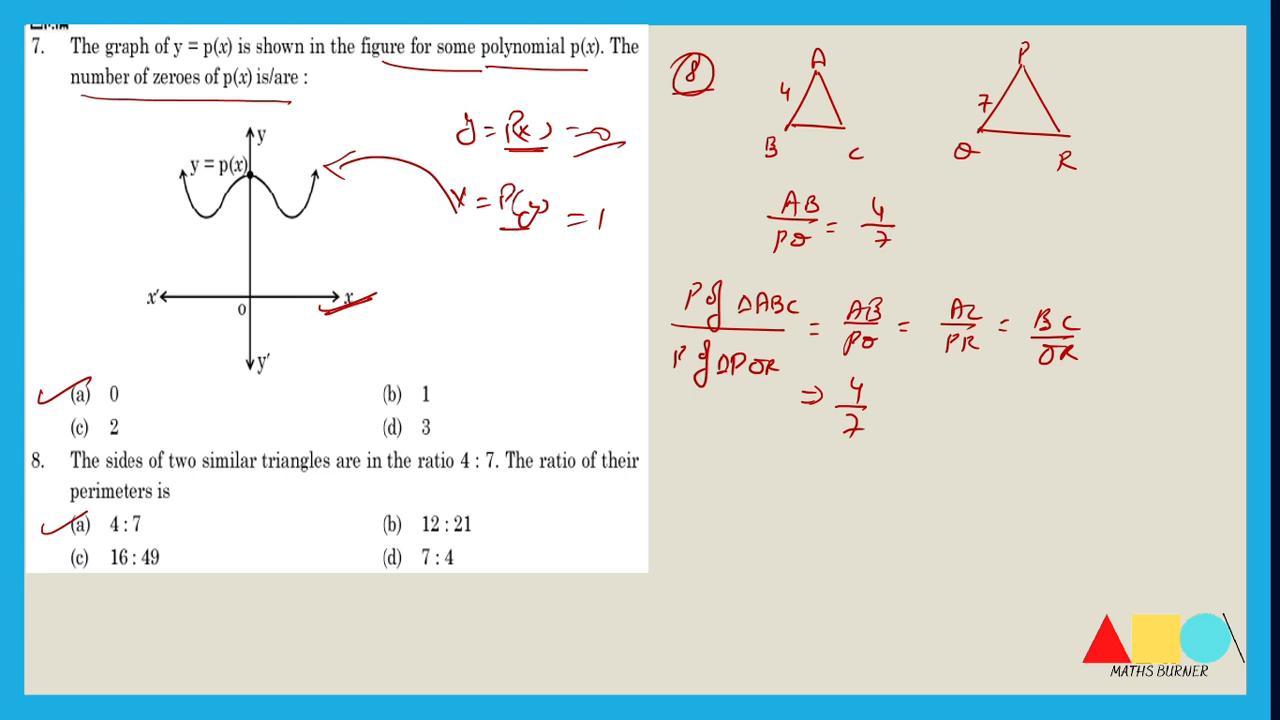 7. The graph of y = p(x) is shown in the figure for some polynomial p(x). The
number of zeroes of p(x) is/are :
y
y = p(x)
x′
x
0
y′
y = P(x) = 0
x = P(y) = 1
(a) 0
(b) 1
(c) 2
(d) 3
8. The sides of two similar triangles are in the ratio 4 : 7. The ratio of their
perimeters is
(a) 4 : 7
(b) 12 : 21
(c) 16 : 49
(d) 7 : 4
8
A
4
B
C
P
7
Q
R
AB/PQ = 4/7
P of ΔABC / P of ΔPQR = AB/PQ = AC/PR = BC/QR
⇒ 4/7
MATHS BURNER